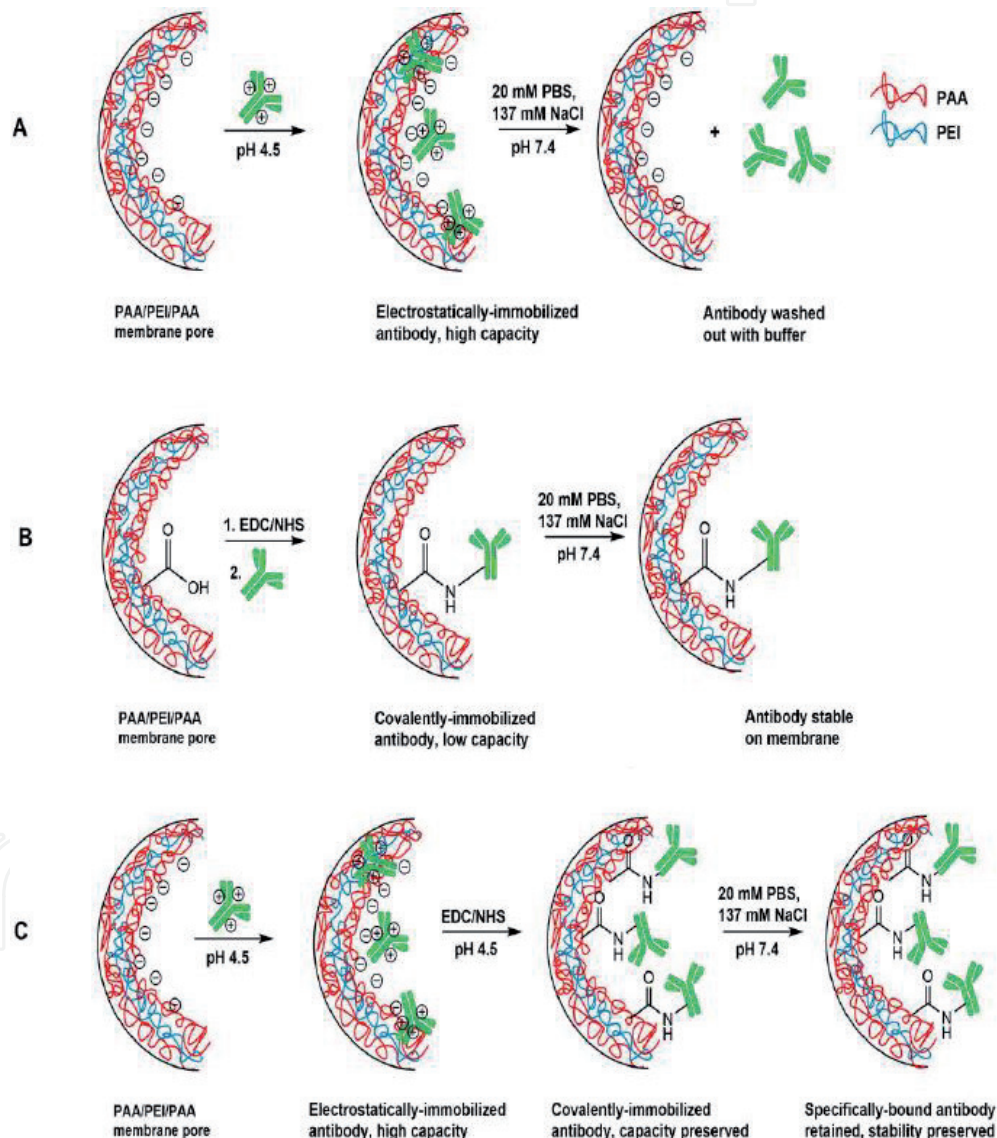 A
pH 4.5
20 mM PBS,
137 mM NaCl
pH 7.4
+
PAA
PEI
PAA/PEI/PAA
membrane pore
Electrostatically-immobilized
antibody, high capacity
Antibody washed
out with buffer
B
O
OH
1. EDC/NHS
2.
O
N
H
20 mM PBS,
137 mM NaCl
pH 7.4
O
N
H
PAA/PEI/PAA
membrane pore
Covalently-immobilized
antibody, low capacity
Antibody stable
on membrane
C
pH 4.5
EDC/NHS
pH 4.5
O
N
H
O
N
H
O
N
H
20 mM PBS,
137 mM NaCl
pH 7.4
O
N
H
O
N
H
O
N
H
PAA/PEI/PAA
membrane pore
Electrostatically-immobilized
antibody, high capacity
Covalently-immobilized
antibody, capacity preserved
Specifically-bound antibody
retained, stability preserved